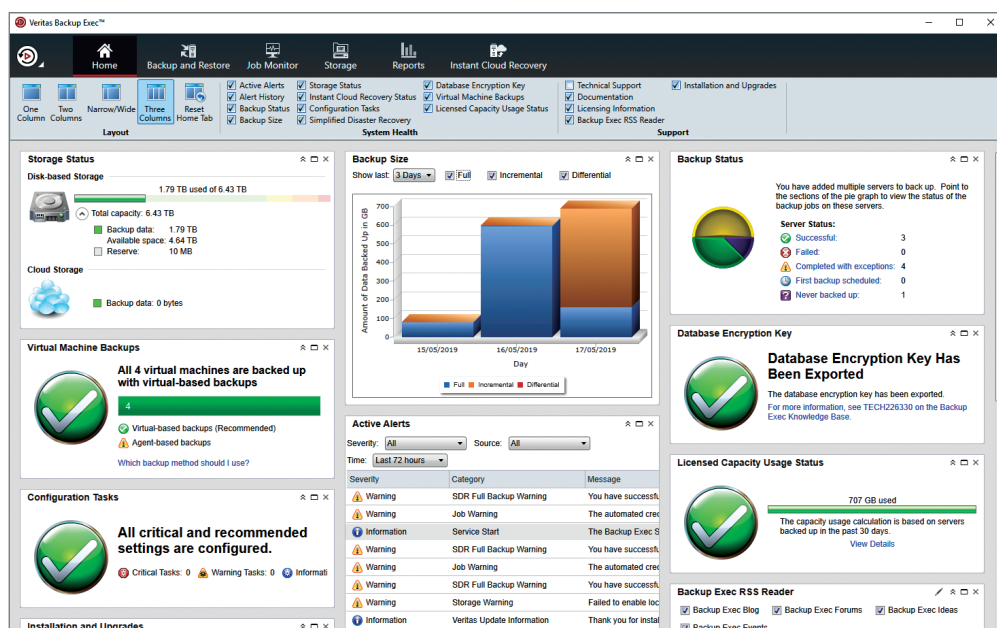 Veritas Backup Exec™
Home
Backup and Restore
Job Monitor
Storage
Reports
Instant Cloud Recovery
One Column
Two Columns
Narrow/Wide
Three Columns
Reset Home Tab
Layout
Active Alerts
Alert History
Backup Status
Backup Size
Storage Status
Instant Cloud Recovery Status
Configuration Tasks
Simplified Disaster Recovery
Database Encryption Key
Virtual Machine Backups
Licensed Capacity Usage Status
System Health
Technical Support
Documentation
Licensing Information
Backup Exec RSS Reader
Installation and Upgrades
Support
Storage Status
Disk-based Storage
1.79 TB used of 6.43 TB
Total capacity: 6.43 TB
Backup data: 1.79 TB
Available space: 4.64 TB
Reserve: 10 MB
Cloud Storage
Backup data: 0 bytes
Virtual Machine Backups
All 4 virtual machines are backed up
with virtual-based backups
4
Virtual-based backups (Recommended)
Agent-based backups
Which backup method should I use?
Configuration Tasks
All critical and recommended
settings are configured.
Critical Tasks: 0 Warning Tasks: 0 Informati
Installation and Upgrades
Backup Size
Show last: 3 Days Full Incremental Differential
Amount of Data Backed Up in GB
700
600
500
400
300
200
100
0
15/05/2019 16/05/2019 17/05/2019
Day
Full Incremental Differential
Active Alerts
Severity: All Source: All
Time: Last 72 hours
Severity Category Message
Warning SDR Full Backup Warning You have successfu
Warning Job Warning The automated cred
Information Service Start The Backup Exec S
Warning SDR Full Backup Warning You have successfu
Warning Job Warning The automated cred
Warning SDR Full Backup Warning You have successfu
Warning Storage Warning Failed to enable loc
Information Veritas Update Information Thank you for instal
Backup Status
You have added multiple servers to back up. Point to
the sections of the pie graph to view the status of the
backup jobs on these servers.
Server Status:
Successful: 3
Failed: 0
Completed with exceptions: 4
First backup scheduled: 0
Never backed up: 1
Database Encryption Key
Database Encryption Key Has
Been Exported
The database encryption key has been exported.
For more information, see TECH226330 on the Backup
Exec Knowledge Base.
Licensed Capacity Usage Status
707 GB used
The capacity usage calculation is based on servers
backed up in the past 30 days.
View Details
Backup Exec RSS Reader
Backup Exec Blog Backup Exec Forums Backup Exec Ideas
Backup Exec Events